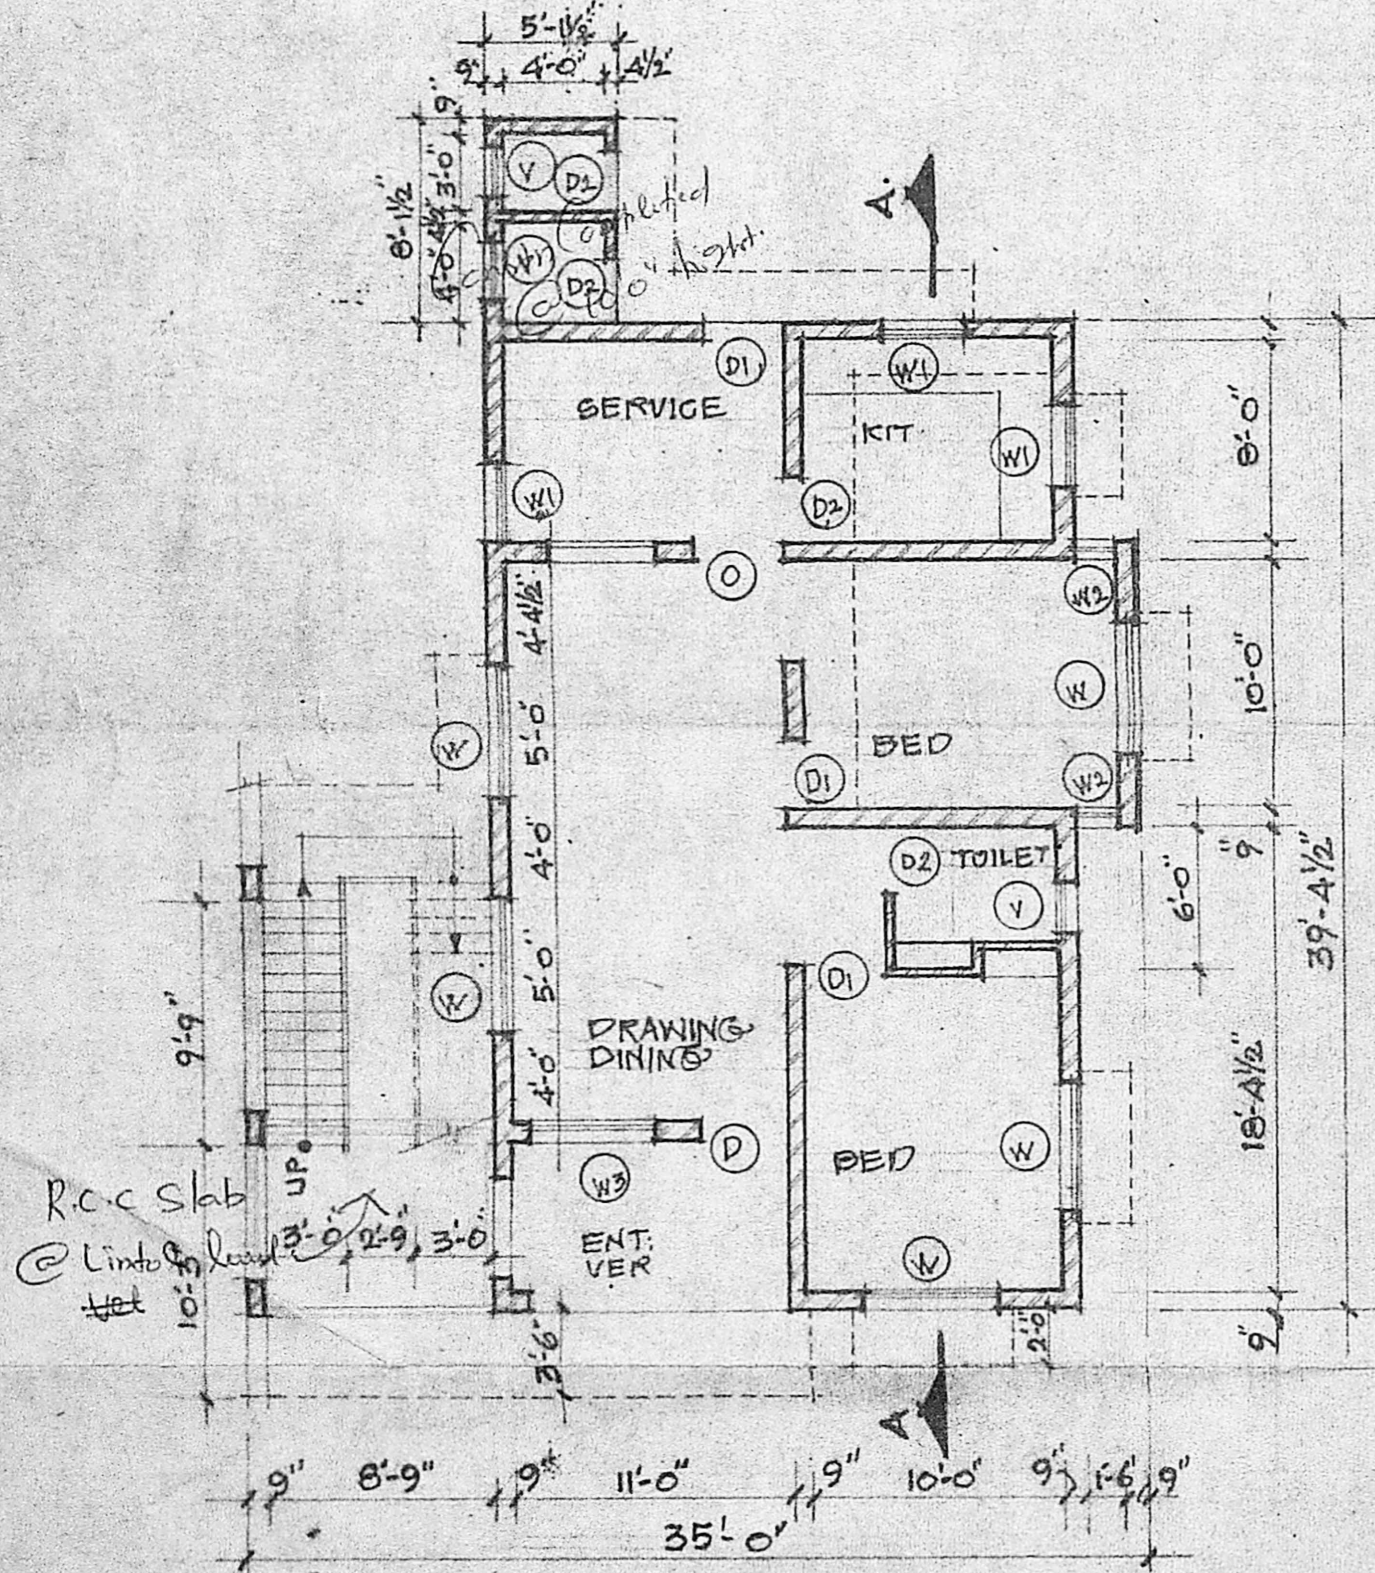 5'-1½"
9" 4'-0" 4½"
9"
3'-0"
4½"
4'-0"
8'-1½"
V D2
D2
A.
D1
W1
SERVICE
KIT.
W1
W1
D2
8'-0"
O
W2
4'-4½"
W
10'-0"
BED
W 5'-0"
D1
W2
4'-0"
D2 TOILET
V
6'-0"
9"
39'-4½"
D1
W 5'-0"
9'-9"
DRAWING
DINING
4'-0"
18'-4½"
D
BED
W
W3
R.C.C Slab
UP
3'-0" 2'-9" 3'-0"
ENT:
VER
W
3'-6"
2'-0"
9"
A
9" 8'-9" 9" 11'-0" 9" 10'-0" 9" 1'-6" 9"
35'-0"